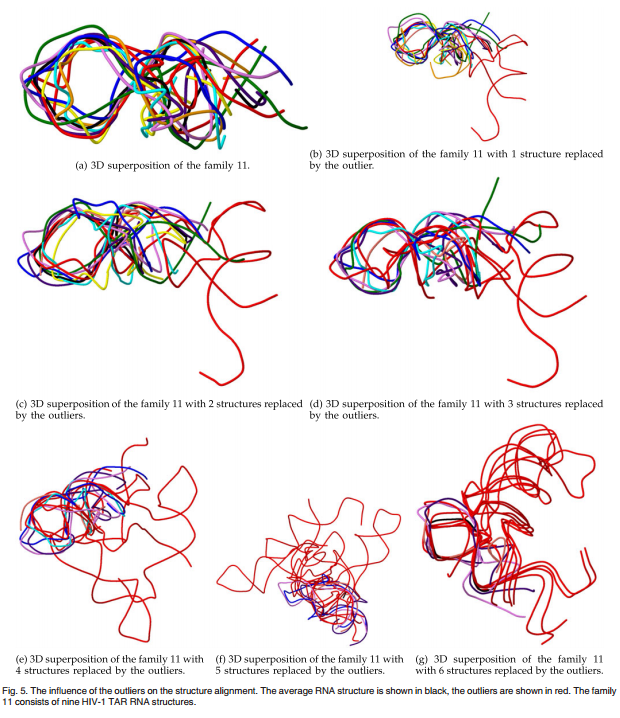 (a) 3D superposition of the family 11.
(b) 3D superposition of the family 11 with 1 structure replaced
by the outlier.
(c) 3D superposition of the family 11 with 2 structures replaced
by the outliers.
(d) 3D superposition of the family 11 with 3 structures replaced
by the outliers.
(e) 3D superposition of the family 11 with
4 structures replaced by the outliers.
(f) 3D superposition of the family 11 with
5 structures replaced by the outliers.
(g) 3D superposition of the family 11
with 6 structures replaced by the outliers.
Fig. 5. The influence of the outliers on the structure alignment. The average RNA structure is shown in black, the outliers are shown in red. The family
11 consists of nine HIV-1 TAR RNA structures.